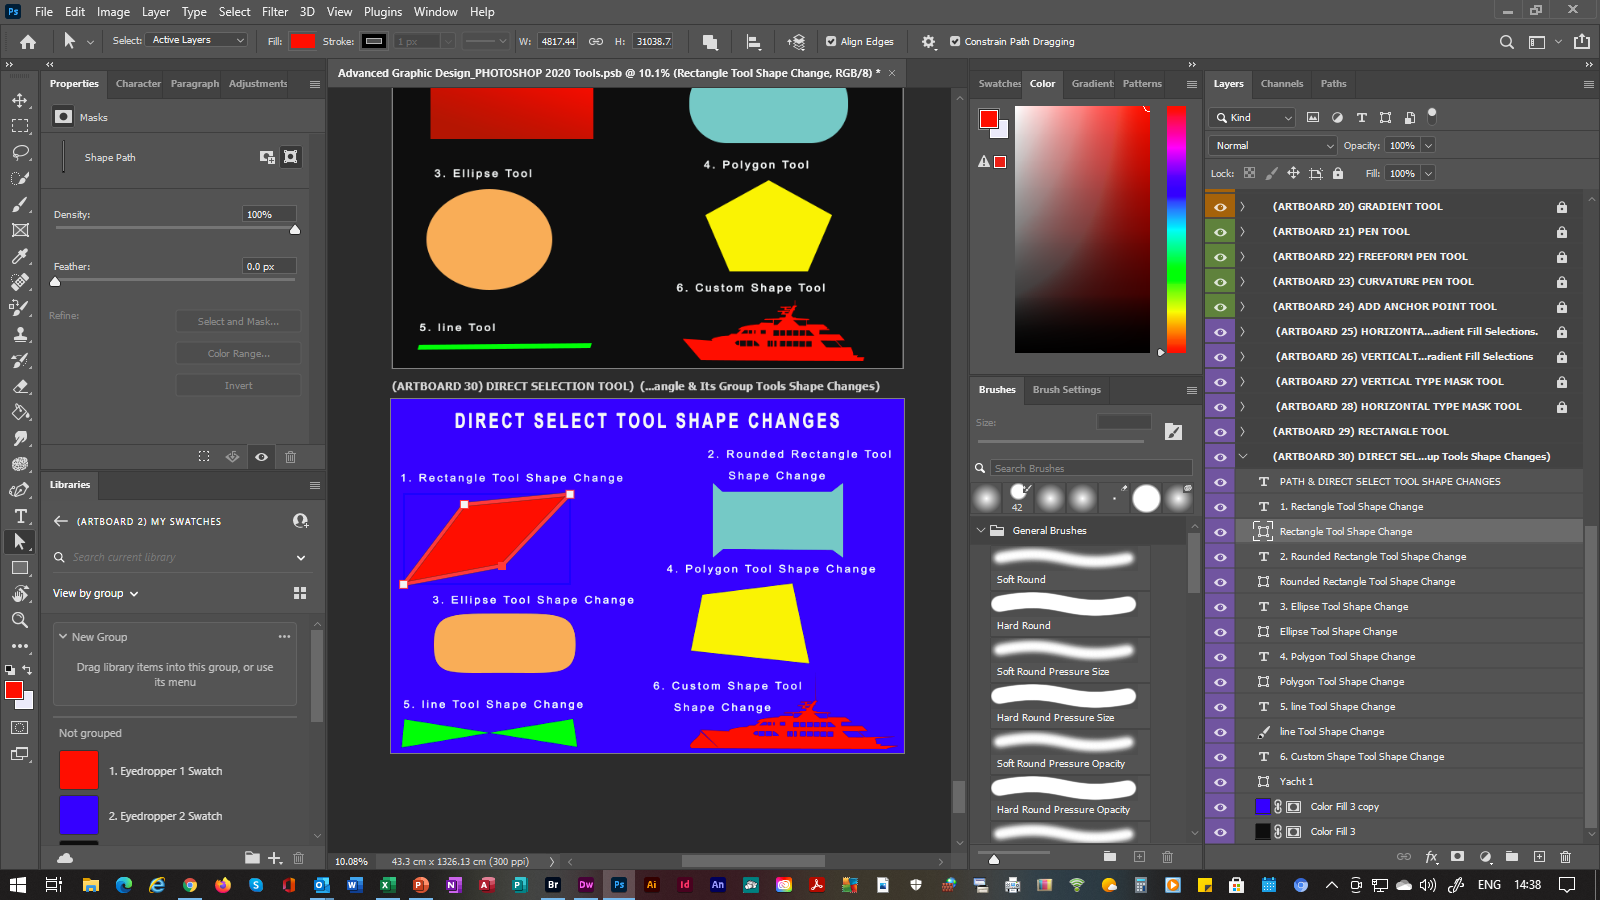 Ps File Edit Image Layer Type Select Filter 3D View Plugins Window Help
Select: Active Layers Fill: Stroke: 1 px W: 4817.44 H: 31038.7 Align Edges Constrain Path Dragging
Advanced Graphic Design_PHOTOSHOP 2020 Tools.psb @ 10.1% (Rectangle Tool Shape Change, RGB/8) *
Properties Character Paragraph Adjustments
Masks
Shape Path
Density: 100%
Feather: 0.0 px
Refine:
Select and Mask...
Color Range...
Invert
Libraries
(ARTBOARD 2) MY SWATCHES
Search current library
View by group
New Group
Drag library items into this group, or use
its menu
Not grouped
1. Eyedropper 1 Swatch
2. Eyedropper 2 Swatch
4. Polygon Tool
3. Ellipse Tool
6. Custom Shape Tool
5. line Tool
(ARTBOARD 30) DIRECT SELECTION TOOL) (...angle & Its Group Tools Shape Changes)
DIRECT SELECT TOOL SHAPE CHANGES
2. Rounded Rectangle Tool
Shape Change
1. Rectangle Tool Shape Change
4. Polygon Tool Shape Change
3. Ellipse Tool Shape Change
6. Custom Shape Tool
Shape Change
5. line Tool Shape Change
10.08% 43.3 cm x 1326.13 cm (300 ppi)
Swatches Color Gradient Patterns
Brushes Brush Settings
Size:
Search Brushes
42
General Brushes
Soft Round
Hard Round
Soft Round Pressure Size
Hard Round Pressure Size
Soft Round Pressure Opacity
Hard Round Pressure Opacity
Layers Channels Paths
Kind
Normal Opacity: 100%
Lock: Fill: 100%
(ARTBOARD 20) GRADIENT TOOL
(ARTBOARD 21) PEN TOOL
(ARTBOARD 22) FREEFORM PEN TOOL
(ARTBOARD 23) CURVATURE PEN TOOL
(ARTBOARD 24) ADD ANCHOR POINT TOOL
(ARTBOARD 25) HORIZONTA...adient Fill Selections.
(ARTBOARD 26) VERTICALT...radient Fill Selections
(ARTBOARD 27) VERTICAL TYPE MASK TOOL
(ARTBOARD 28) HORIZONTAL TYPE MASK TOOL
(ARTBOARD 29) RECTANGLE TOOL
(ARTBOARD 30) DIRECT SEL...up Tools Shape Changes)
PATH & DIRECT SELECT TOOL SHAPE CHANGES
1. Rectangle Tool Shape Change
Rectangle Tool Shape Change
2. Rounded Rectangle Tool Shape Change
Rounded Rectangle Tool Shape Change
3. Ellipse Tool Shape Change
Ellipse Tool Shape Change
4. Polygon Tool Shape Change
Polygon Tool Shape Change
5. line Tool Shape Change
line Tool Shape Change
6. Custom Shape Tool Shape Change
Yacht 1
Color Fill 3 copy
Color Fill 3
Br Dw Ps Ai Id An
ENG 14:38